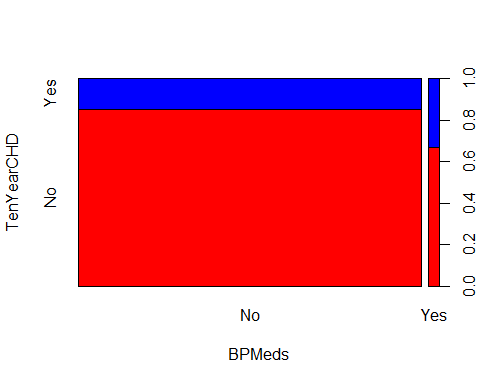 TenYearCHD
Yes
No
1.0
0.8
0.6
0.4
0.2
0.0
No
Yes
BPMeds